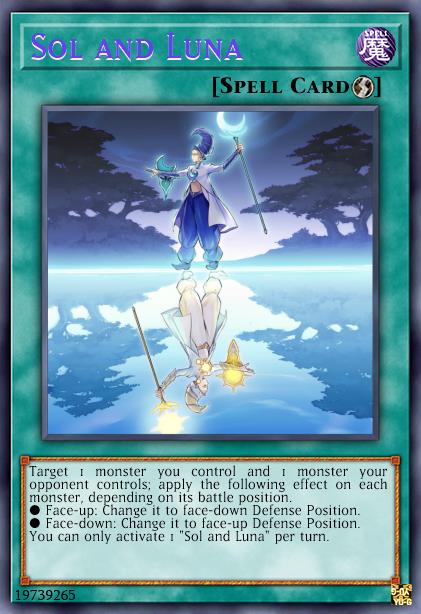 Sol and Luna
SPELL
魔
[Spell Card]
Target 1 monster you control and 1 monster your
opponent controls; apply the following effect on each
monster, depending on its battle position.
● Face-up: Change it to face-down Defense Position.
● Face-down: Change it to face-up Defense Position.
You can only activate 1 "Sol and Luna" per turn.
19739265